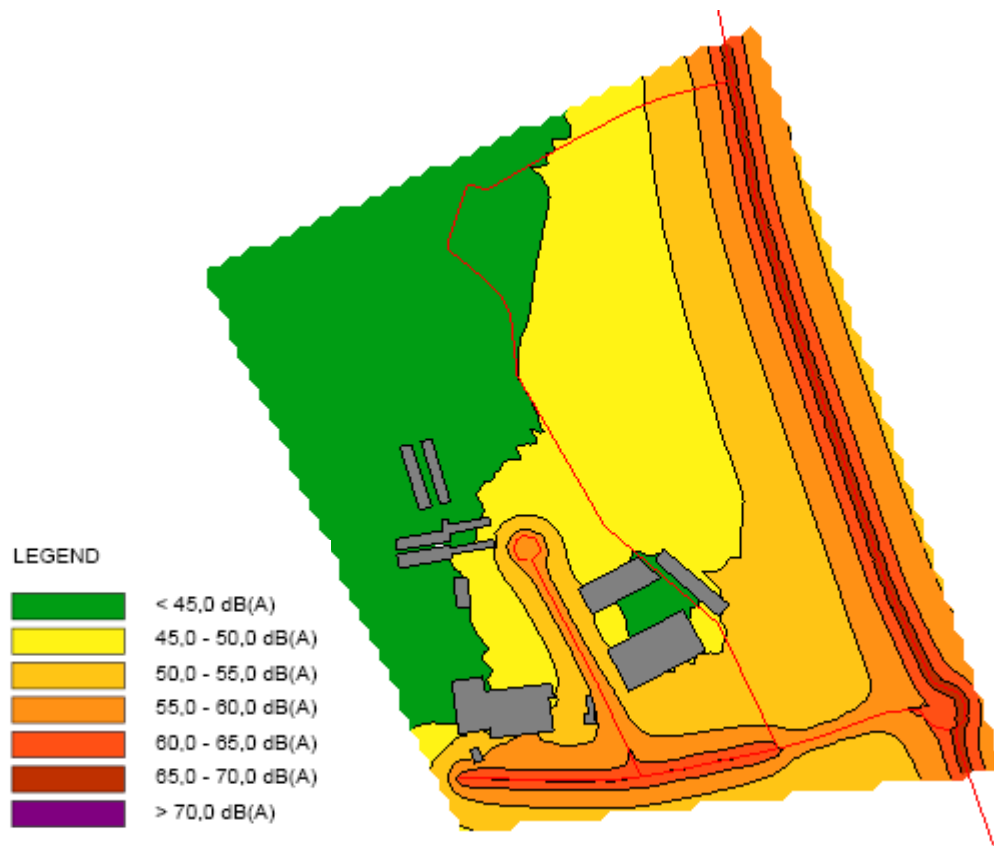 LEGEND
< 45,0 dB(A)
45,0 - 50,0 dB(A)
50,0 - 55,0 dB(A)
55,0 - 60,0 dB(A)
60,0 - 65,0 dB(A)
65,0 - 70,0 dB(A)
> 70,0 dB(A)